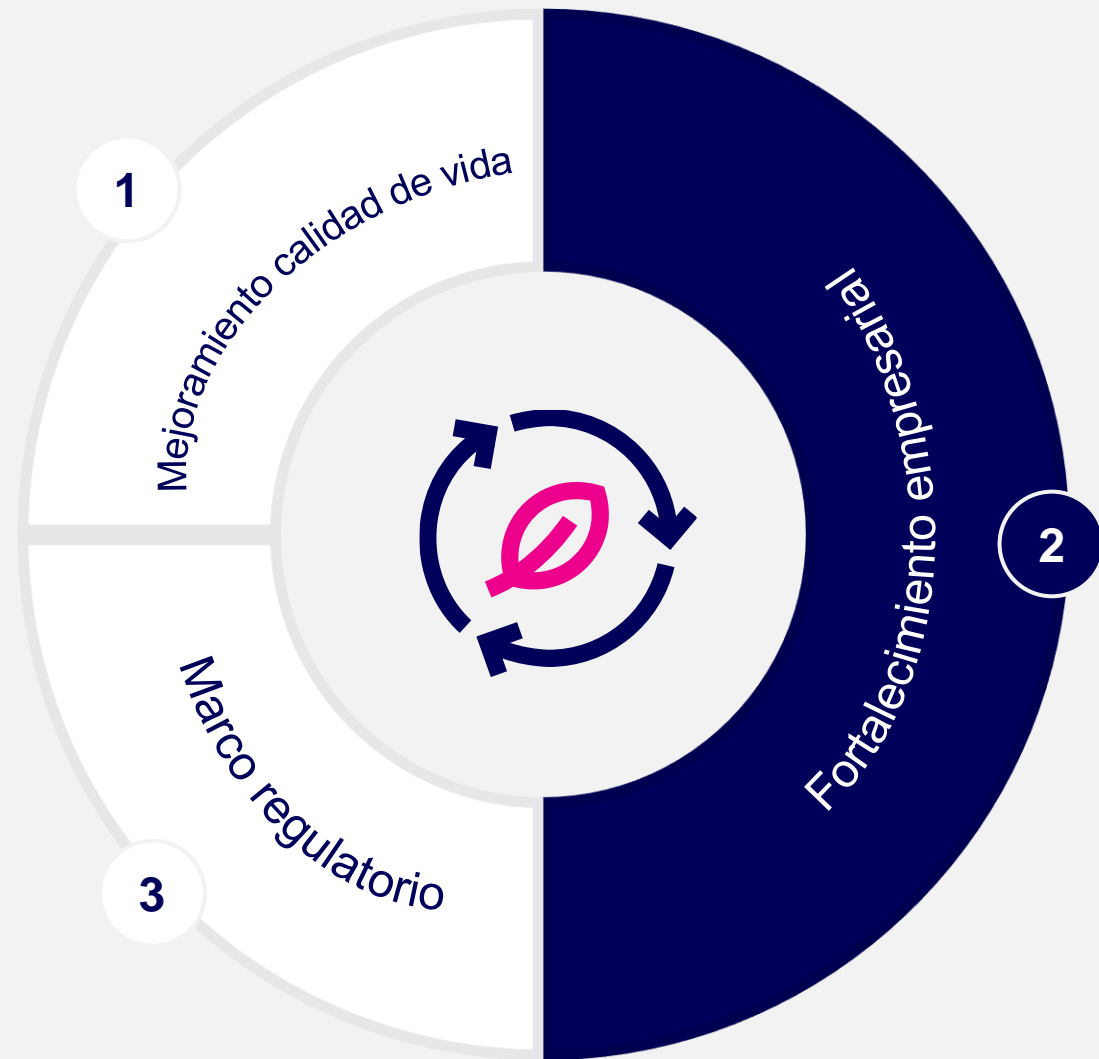 1
Mejoramiento calidad de vida
2
Fortalecimiento empresarial
3
Marco regulatorio